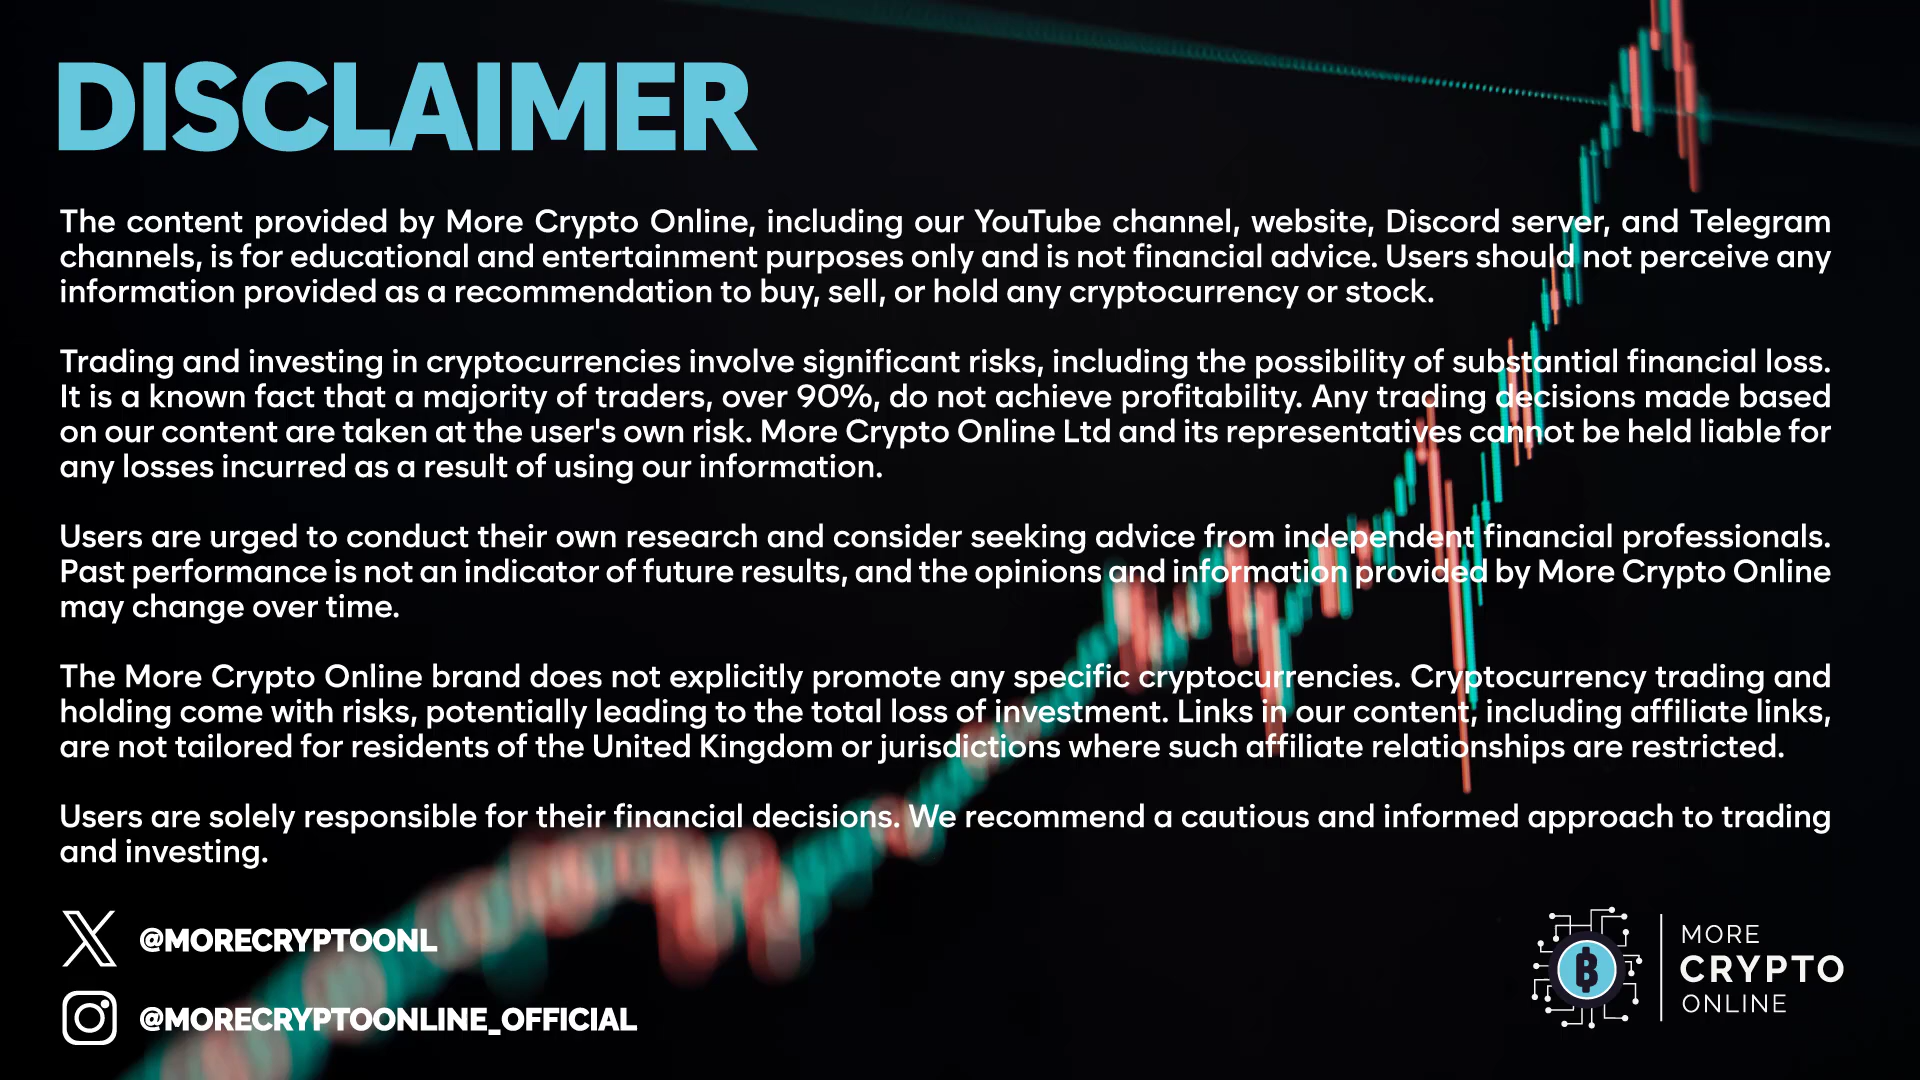 DISCLAIMER
The content provided by More Crypto Online, including our YouTube channel, website, Discord server, and Telegram
channels, is for educational and entertainment purposes only and is not financial advice. Users should not perceive any
information provided as a recommendation to buy, sell, or hold any cryptocurrency or stock.
Trading and investing in cryptocurrencies involve significant risks, including the possibility of substantial financial loss.
It is a known fact that a majority of traders, over 90%, do not achieve profitability. Any trading decisions made based
on our content are taken at the user's own risk. More Crypto Online Ltd and its representatives cannot be held liable for
any losses incurred as a result of using our information.
Users are urged to conduct their own research and consider seeking advice from independent financial professionals.
Past performance is not an indicator of future results, and the opinions and information provided by More Crypto Online
may change over time.
The More Crypto Online brand does not explicitly promote any specific cryptocurrencies. Cryptocurrency trading and
holding come with risks, potentially leading to the total loss of investment. Links in our content, including affiliate links,
are not tailored for residents of the United Kingdom or jurisdictions where such affiliate relationships are restricted.
Users are solely responsible for their financial decisions. We recommend a cautious and informed approach to trading
and investing.
@MORECRYPTOONL
@MORECRYPTOONLINE_OFFICIAL
MORE
CRYPTO
ONLINE